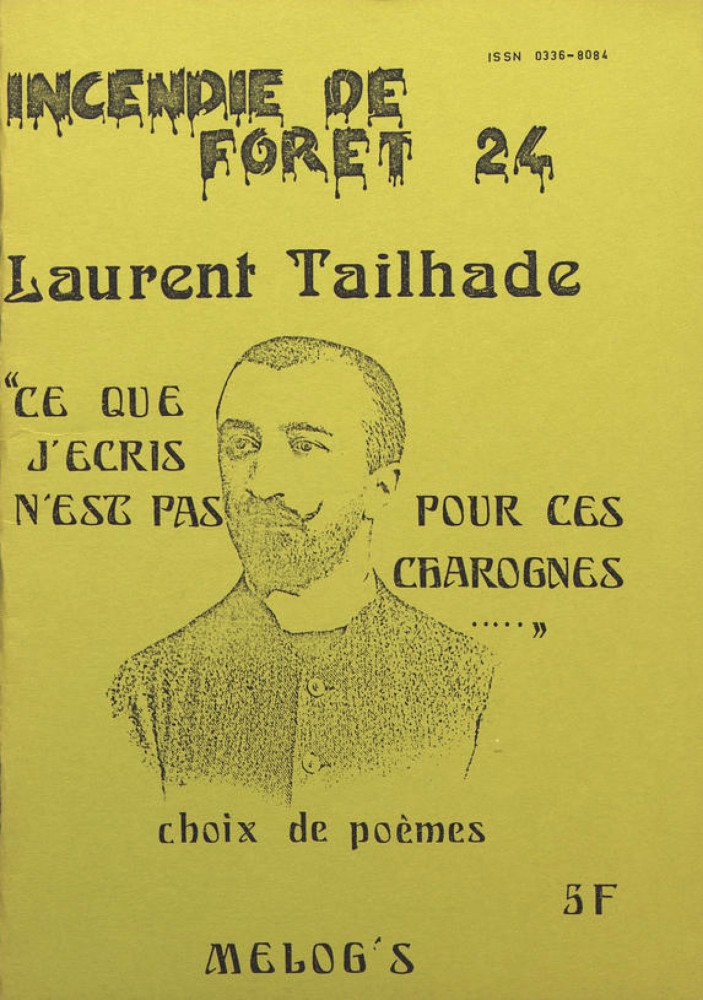 ISSN 0336-8084
INCENDIE DE
FORET 24
Laurent Tailhade
“CE QUE
J'ECRIS
N'EST PAS
POUR CES
CHAROGNES
.....”
choix de poèmes
5F
MELOG'S